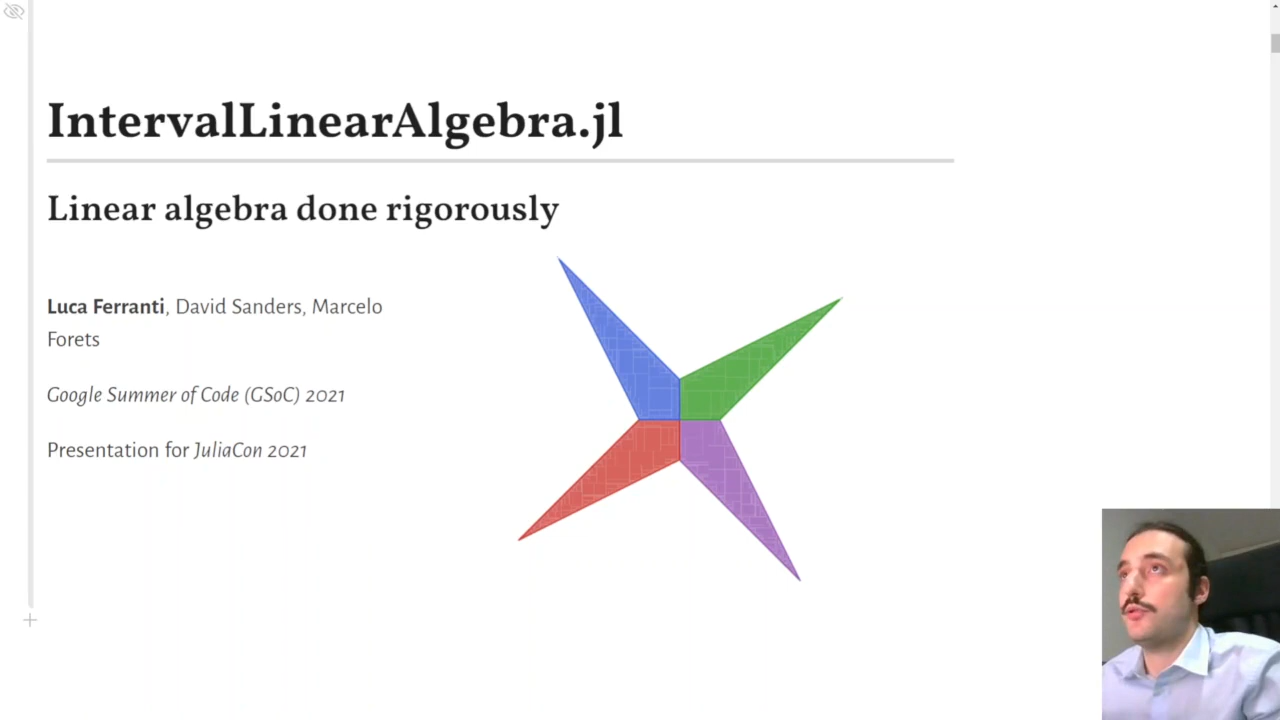 IntervalLinearAlgebra.jl
Linear algebra done rigorously
Luca Ferranti, David Sanders, Marcelo
Forets
Google Summer of Code (GSoC) 2021
Presentation for JuliaCon 2021